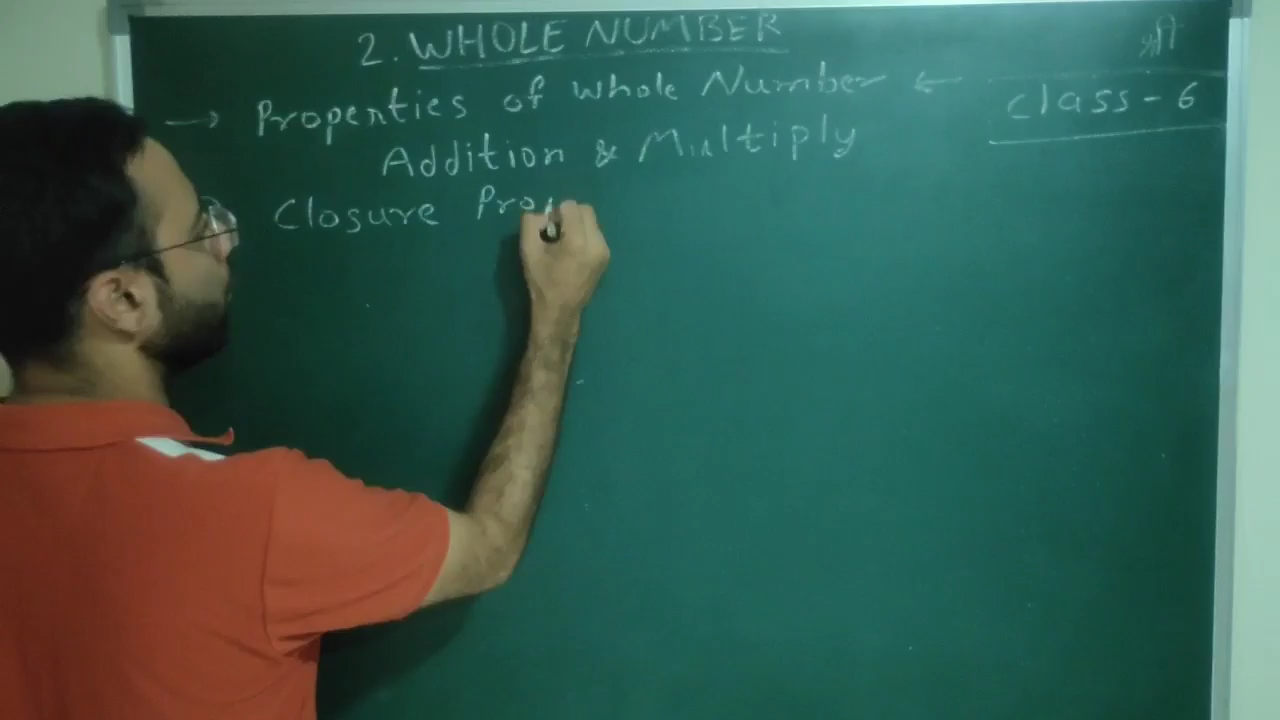 2. WHOLE NUMBER
श्री
→ Properties of whole Number ←
Class - 6
Addition & Multiply
Closure Pro